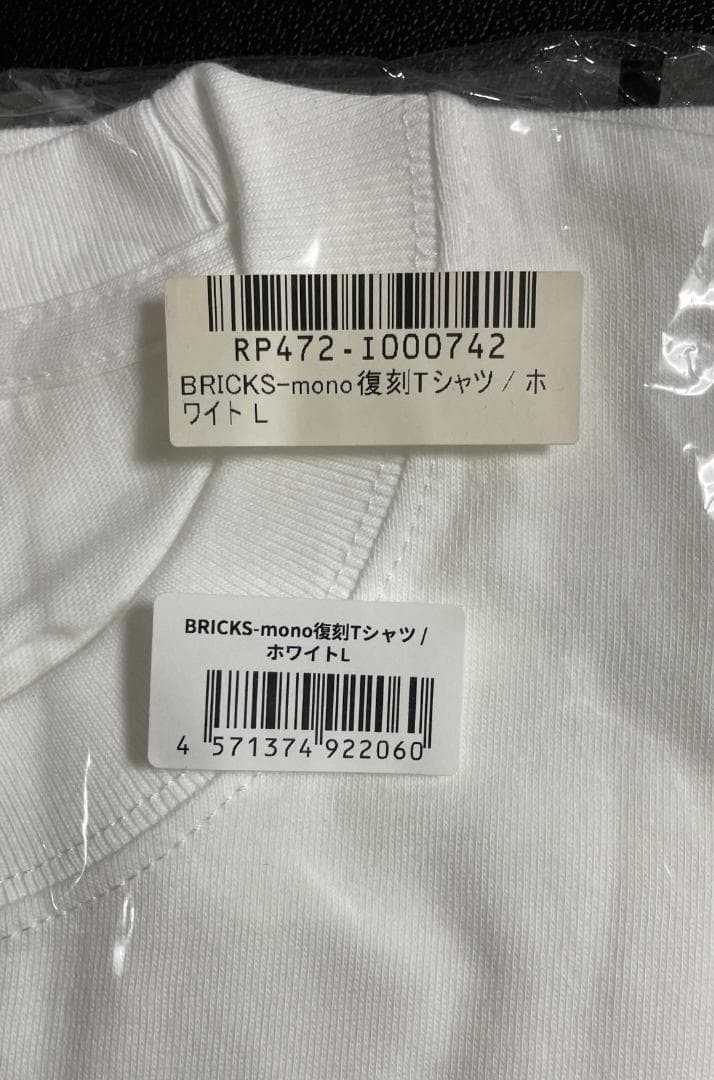 RP472-I000742
BRICKS-mono復刻Tシャツ / ホ
ワイト L
BRICKS-mono復刻Tシャツ /
ホワイトL
4 571374 922060